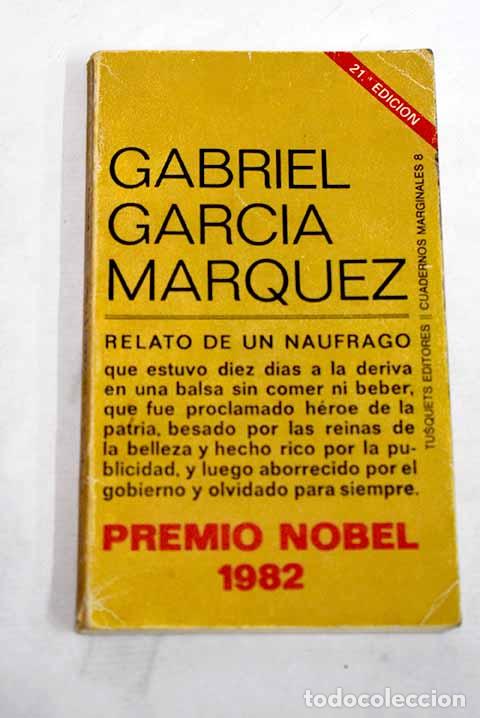 21.ª EDICION
GABRIEL
GARCIA
MARQUEZ
RELATO DE UN NAUFRAGO
que estuvo diez dias a la deriva
en una balsa sin comer ni beber,
que fue proclamado héroe de la
patria, besado por las reinas de
la belleza y hecho rico por la pu-
blicidad, y luego aborrecido por el
gobierno y olvidado para siempre.
PREMIO NOBEL
1982
TUSQUETS EDITORES || CUADERNOS MARGINALES 8
todocoleccion